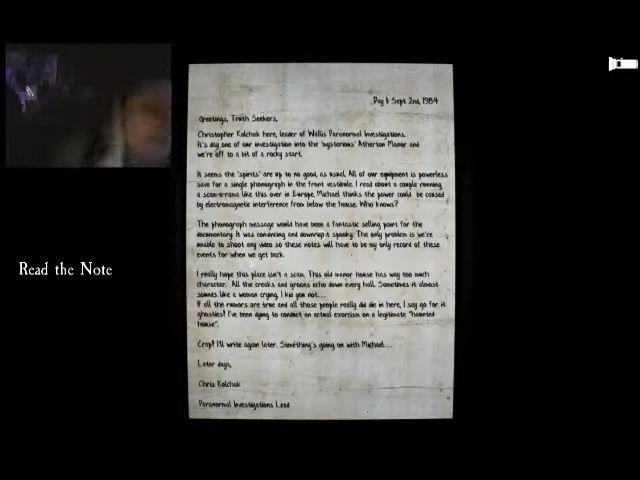 Day 1: Sept 2nd, 1984
Greetings, Truth Seekers,
Christopher Kolchak here, leader of Wallis Paranormal Investigations.
It's day one of our investigation into the 'mysterious' Atherton Manor and
we're off to a bit of a rocky start.
It seems the 'spirits' are up to no good, as usual. All of our equipment is powerless
save for a single phonograph in the front vestibule. I read about a couple running
a scam-o-rama like this over in Europe. Michael thinks the power could be caused
by electromagnetic interference from below the house. Who knows?
The phonograph message would have been a fantastic selling point for the
documentary. It was convincing and downright spooky. The only problem is we're
unable to shoot any video so these notes will have to be my only record of these
events for when we get back.
Read the Note
I really hope this place isn't a scam. This old manor house has way too much
character. All the creaks and groans echo down every hall. Sometimes it almost
sounds like a woman crying. I kid you not...
If all the rumors are true and all those people really did die in here, I say go for it
ghosties! I've been dying to conduct an actual exorcism on a legitimate "haunted
house".
Crap! I'll write again later. Something's going on with Michael...
Later days,
Chris Kolchak
Paranormal Investigations Lead